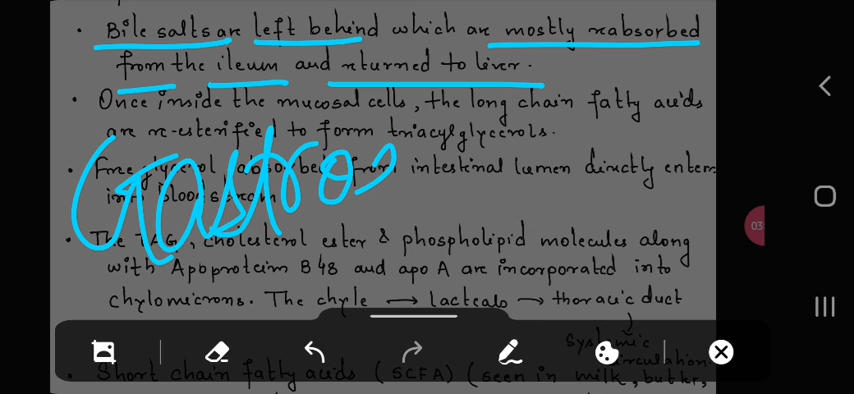 • Bile salts are left behind which are mostly reabsorbed
from the ileum and returned to liver.
• Once inside the mucosal cells, the long chain fatty acids
are re-esterified to form triacylglycerols.
• Free glycerol absorbed from intestinal lumen directly enters
into bloodstream
Gastro
• The TAG, cholesterol ester & phospholipid molecules along
with Apoprotein B48 and apo A are incorporated into
chylomicrons. The chyle → lacteals → thoracic duct
↓
systemic
circulation
• Short chain fatty acids (SCFA) (seen in milk, butter,
03